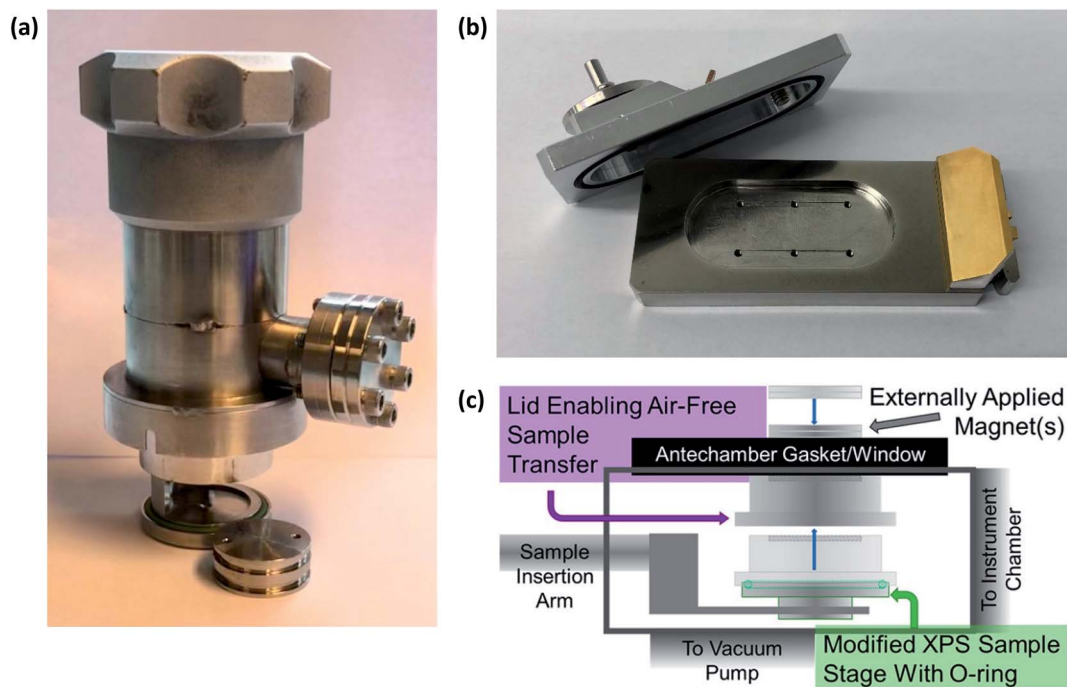 (a)
(b)
(c)
Lid Enabling Air-Free
Sample
Transfer
Externally Applied
Magnet(s)
Antechamber Gasket/Window
Sample
Insertion
Arm
To Instrument
Chamber
To Vacuum
Pump
Modified XPS Sample
Stage With O-ring